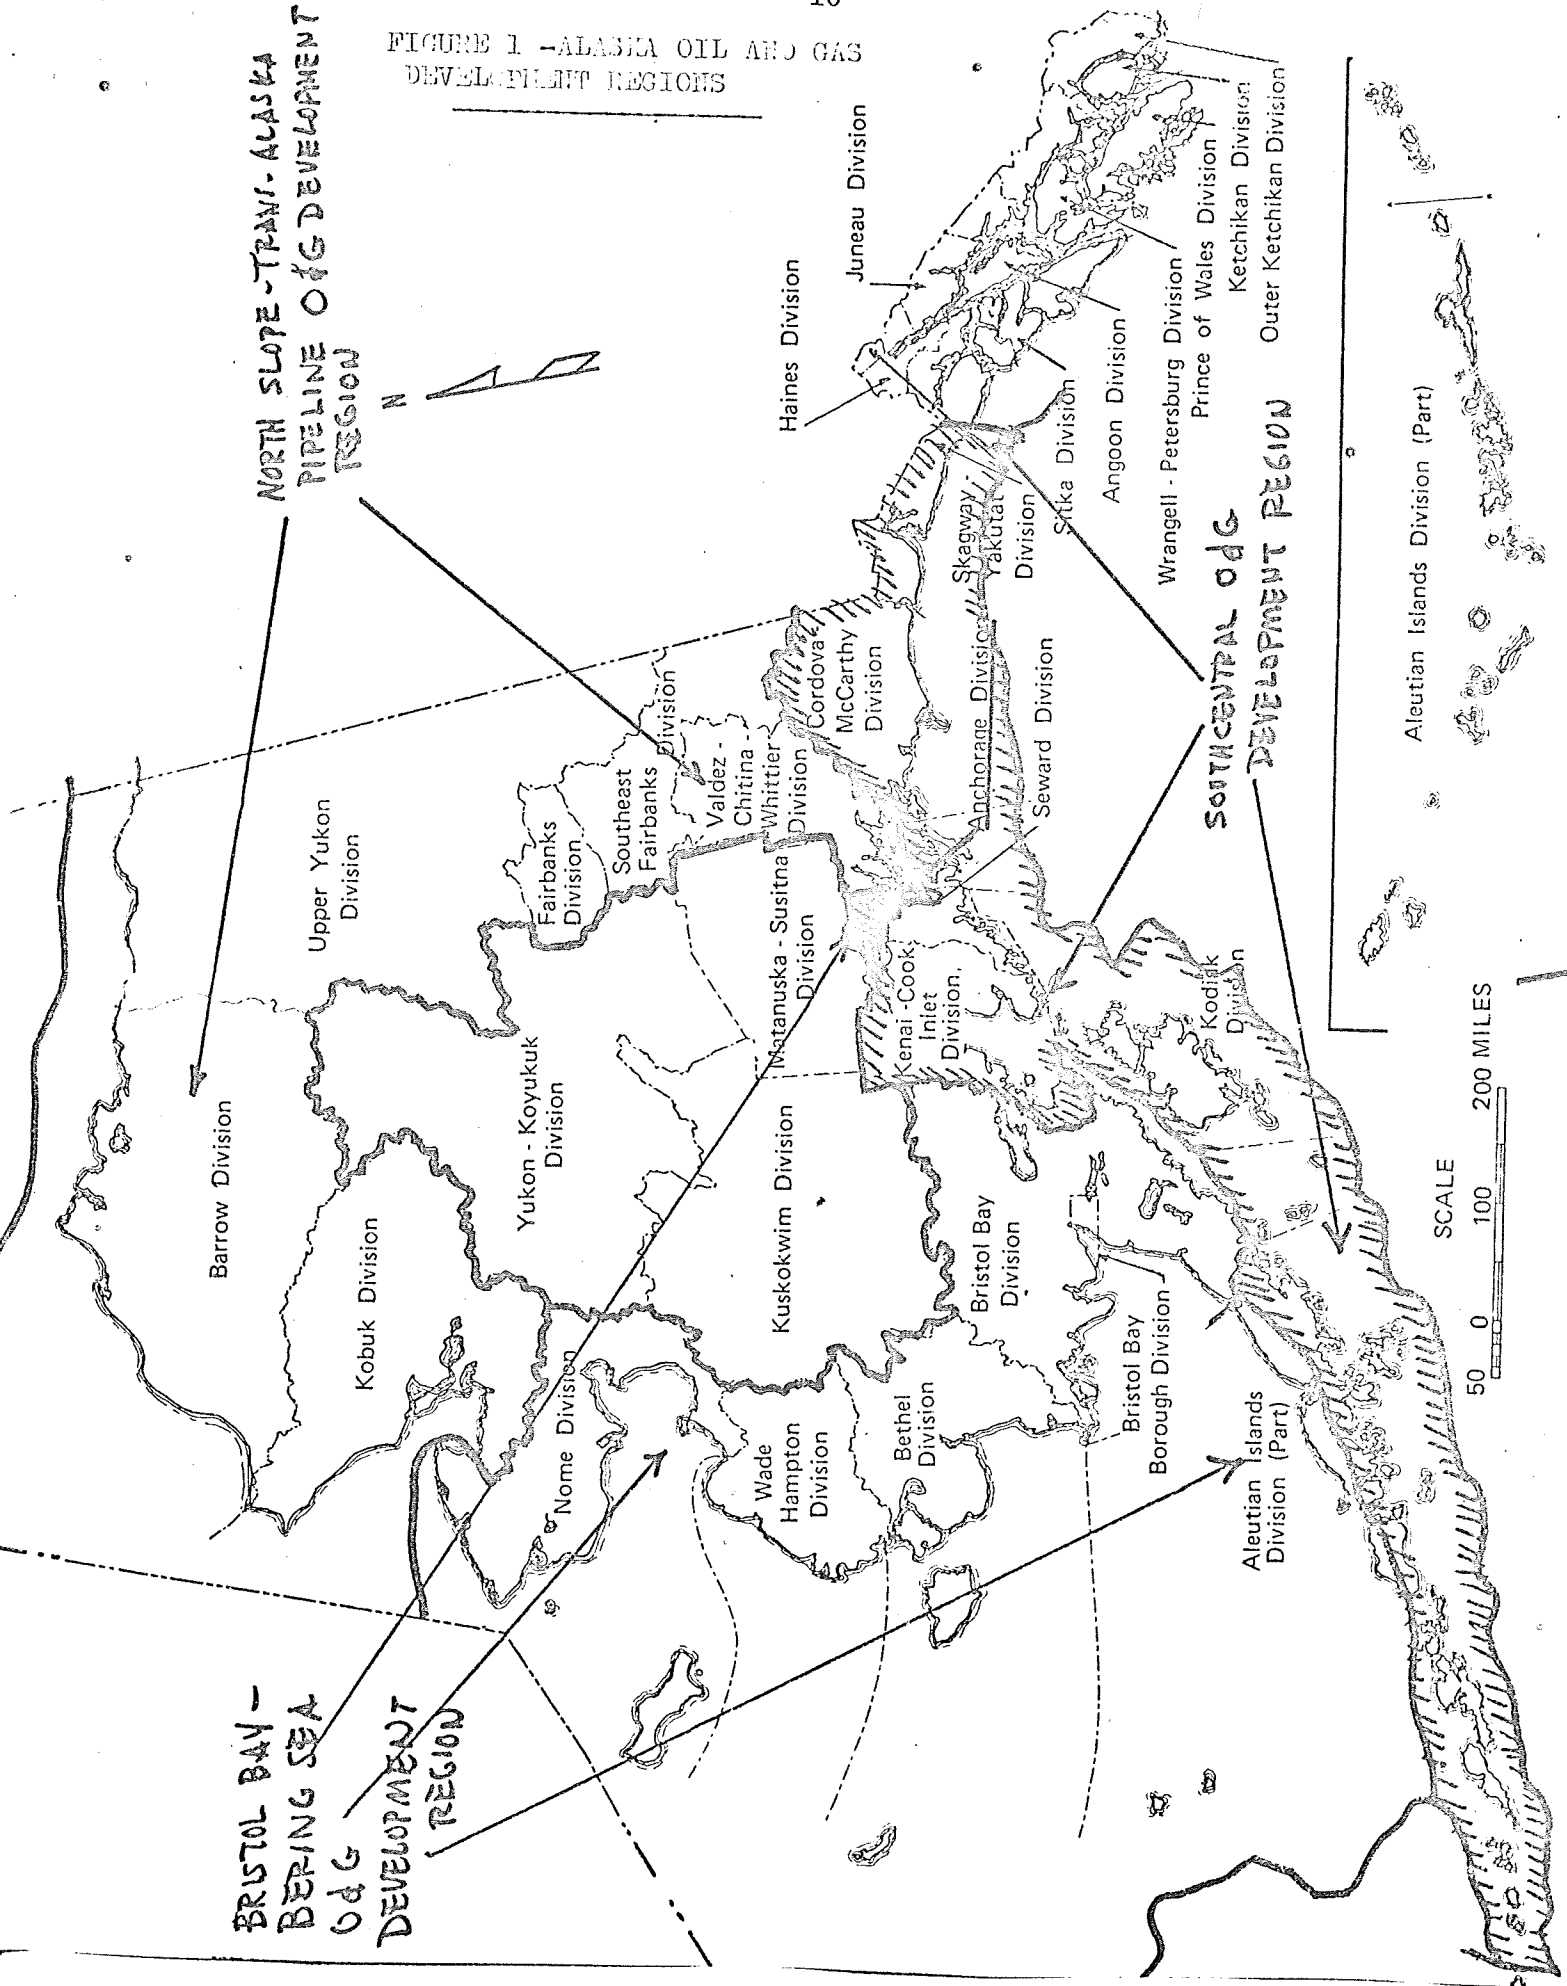 FIGURE 1 -ALASKA OIL AND GAS
DEVELOPMENT REGIONS
NORTH SLOPE-TRANS-ALASKA
PIPELINE O&G DEVELOPMENT
REGION
N
BRISTOL BAY-
BERING SEA
O&G
DEVELOPMENT
REGION
SOUTHCENTRAL O&G
DEVELOPMENT REGION
Barrow Division
Upper Yukon
Division
Kobuk Division
Yukon - Koyukuk
Division
Fairbanks
Division
Southeast
Fairbanks
Division
Nome Division
Wade
Hampton
Division
Bethel
Division
Kuskokwim Division
Matanuska - Susitna
Division
Valdez -
Chitina -
Whittier
Division
Cordova
McCarthy
Division
Kenai -Cook
Inlet
Division
Anchorage Division
Seward Division
Bristol Bay
Division
Bristol Bay
Borough Division
Kodiak
Division
Aleutian Islands
Division (Part)
Skagway
Yakutat
Division
Haines Division
Juneau Division
Sitka Division
Angoon Division
Wrangell - Petersburg Division
Prince of Wales Division
Ketchikan Division
Outer Ketchikan Division
Aleutian Islands Division (Part)
SCALE
50 0 100 200 MILES